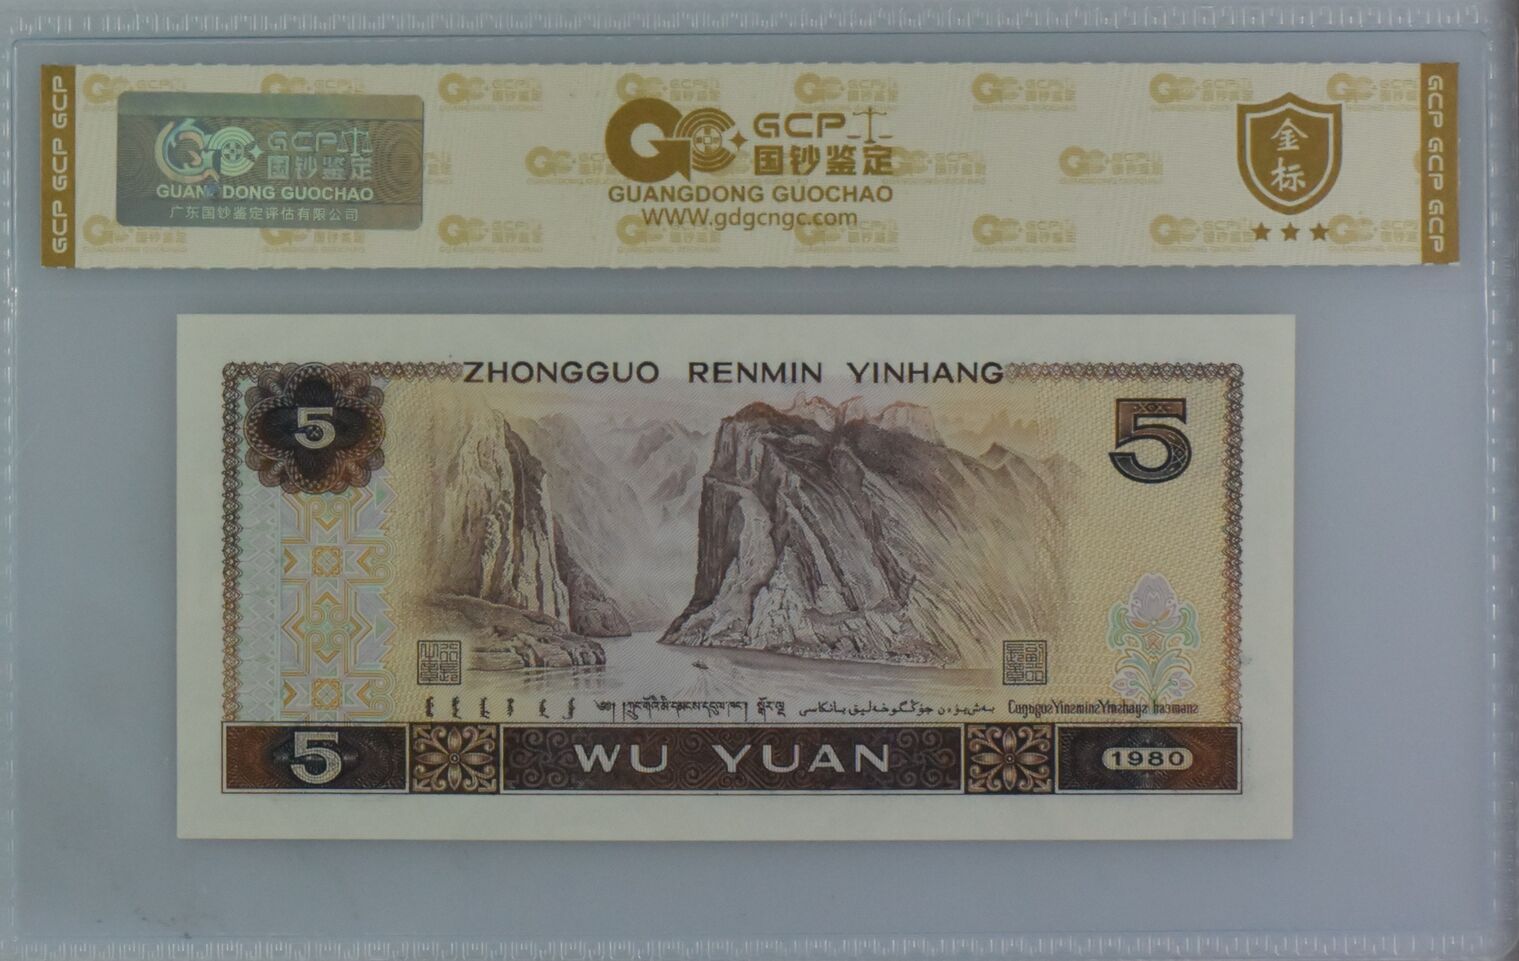 GCP GCP GCP
GCP
国钞鉴定
GUANGDONG GUOCHAO
广东国钞鉴定评估有限公司
GCP
国钞鉴定
GUANGDONG GUOCHAO
WWW.gdgcngc.com
金标
GCP GCP GCP
ZHONGGUO RENMIN YINHANG
5
5
5
WU YUAN
1980